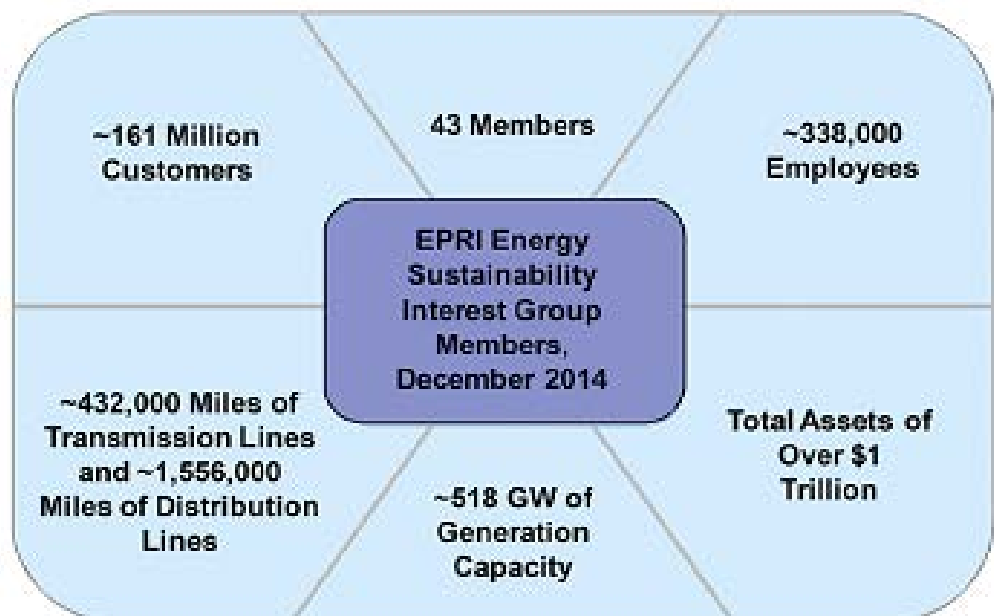 ~161 Million
Customers
43 Members
~338,000
Employees
EPRI Energy
Sustainability
Interest Group
Members,
December 2014
~432,000 Miles of
Transmission Lines
and ~1,556,000
Miles of Distribution
Lines
~518 GW of
Generation
Capacity
Total Assets of
Over $1
Trillion